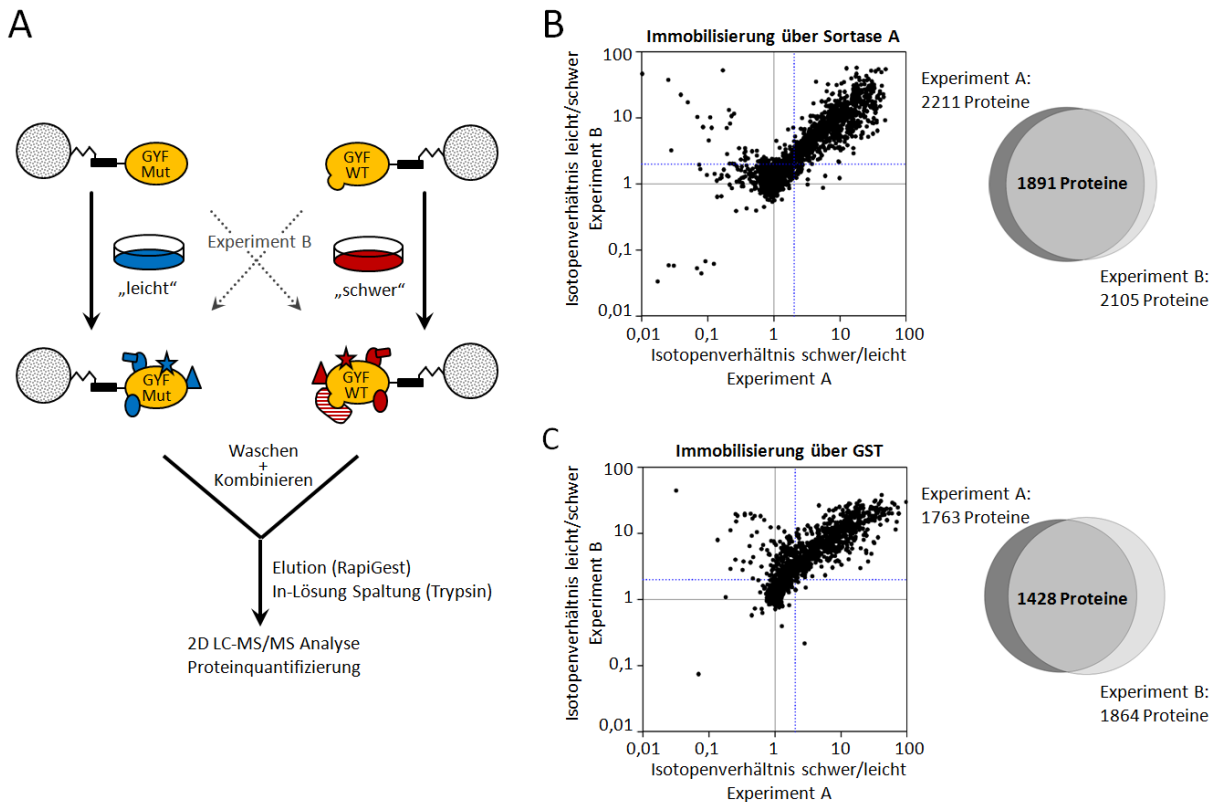 A
GYF
Mut
GYF
WT
Experiment B
„leicht“
„schwer“
GYF
Mut
GYF
WT
Waschen
+
Kombinieren
Elution (RapiGest)
In-Lösung Spaltung (Trypsin)
2D LC-MS/MS Analyse
Proteinquantifizierung
B
Immobilisierung über Sortase A
Isotopenverhältnis leicht/schwer
Experiment B
100
10
1
0,1
0,01
0,01
0,1
1
10
100
Isotopenverhältnis schwer/leicht
Experiment A
Experiment A:
2211 Proteine
1891 Proteine
Experiment B:
2105 Proteine
C
Immobilisierung über GST
Isotopenverhältnis leicht/schwer
Experiment B
100
10
1
0,1
0,01
0,01
0,1
1
10
100
Isotopenverhältnis schwer/leicht
Experiment A
Experiment A:
1763 Proteine
1428 Proteine
Experiment B:
1864 Proteine